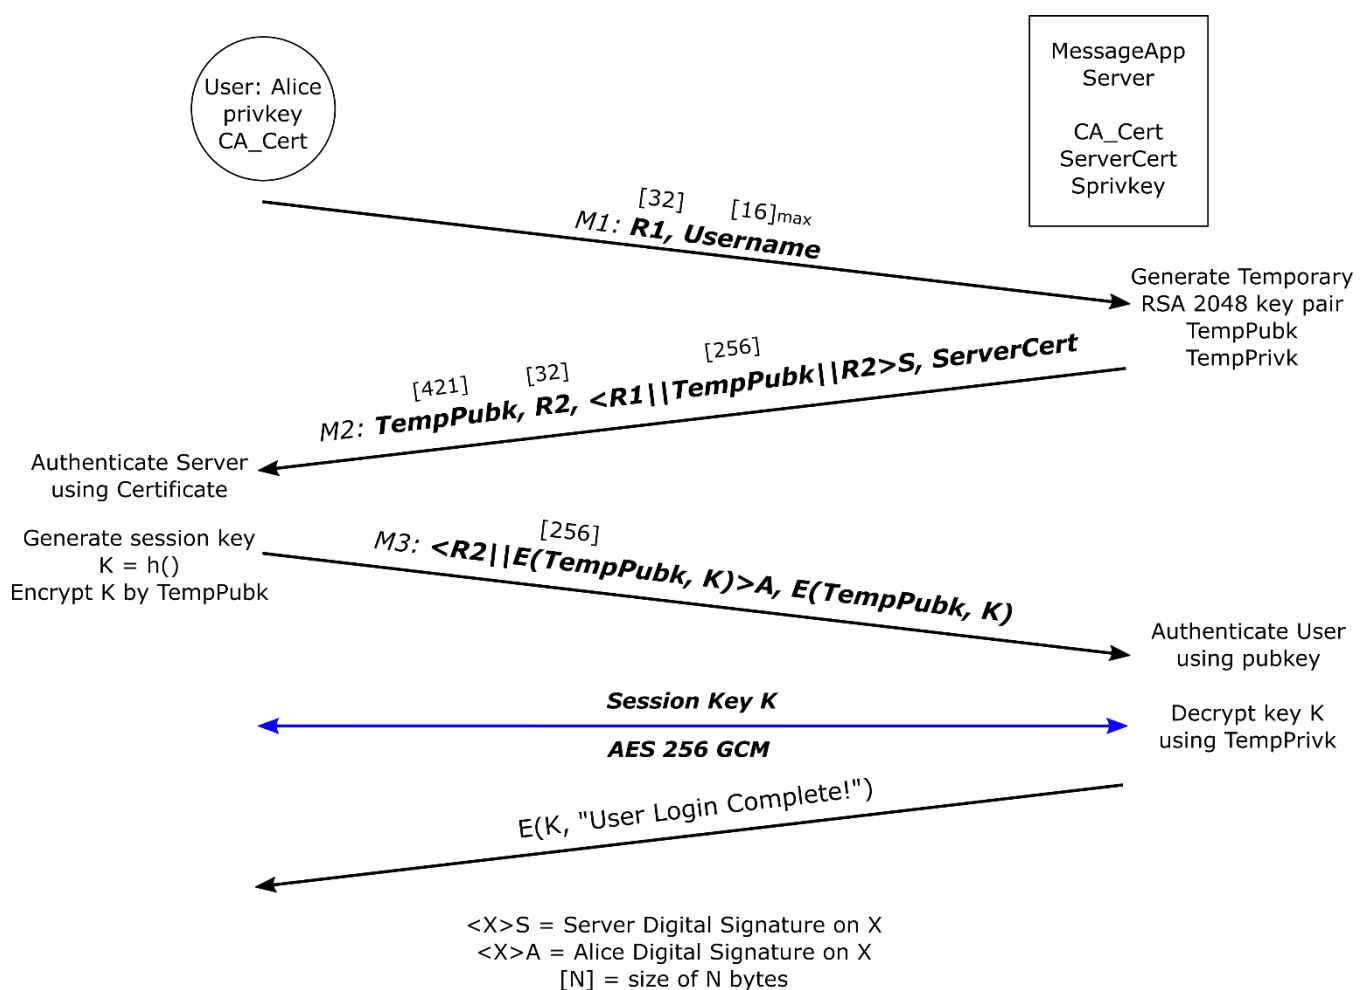 User: Alice
privkey
CA_Cert
MessageApp
Server
CA_Cert
ServerCert
Sprivkey
[32] [16]max
M1: R1, Username
Generate Temporary
RSA 2048 key pair
TempPubk
TempPrivk
[421] [32] [256]
M2: TempPubk, R2, <R1||TempPubk||R2>S, ServerCert
Authenticate Server
using Certificate
Generate session key
K = h()
Encrypt K by TempPubk
[256]
M3: <R2||E(TempPubk, K)>A, E(TempPubk, K)
Authenticate User
using pubkey
Session Key K
AES 256 GCM
Decrypt key K
using TempPrivk
E(K, "User Login Complete!")
<X>S = Server Digital Signature on X
<X>A = Alice Digital Signature on X
[N] = size of N bytes